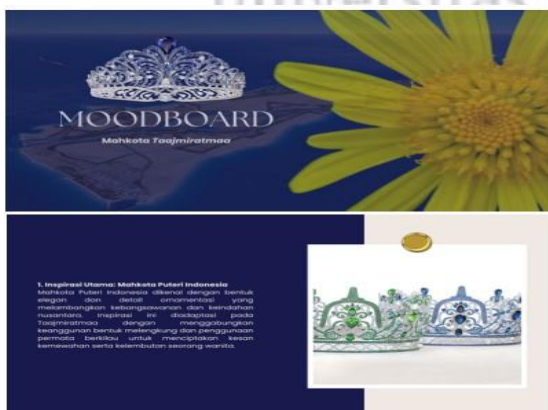 MOODBOARD
Mahkota Taajmiratmaa
1. Inspirasi Utama: Mahkota Puteri Indonesia
Mahkota Puteri Indonesia dikenal dengan bentuk
elegan dan detail ornamentasi yang
melambangkan kebangsawanan dan keindahan
nusantara. Inspirasi ini diadaptasi pada
Taajmiratmaa dengan menggabungkan
keanggunan bentuk melengkung dan penggunaan
permata berkilau untuk menciptakan kesan
kemewahan serta kelembutan seorang wanita.